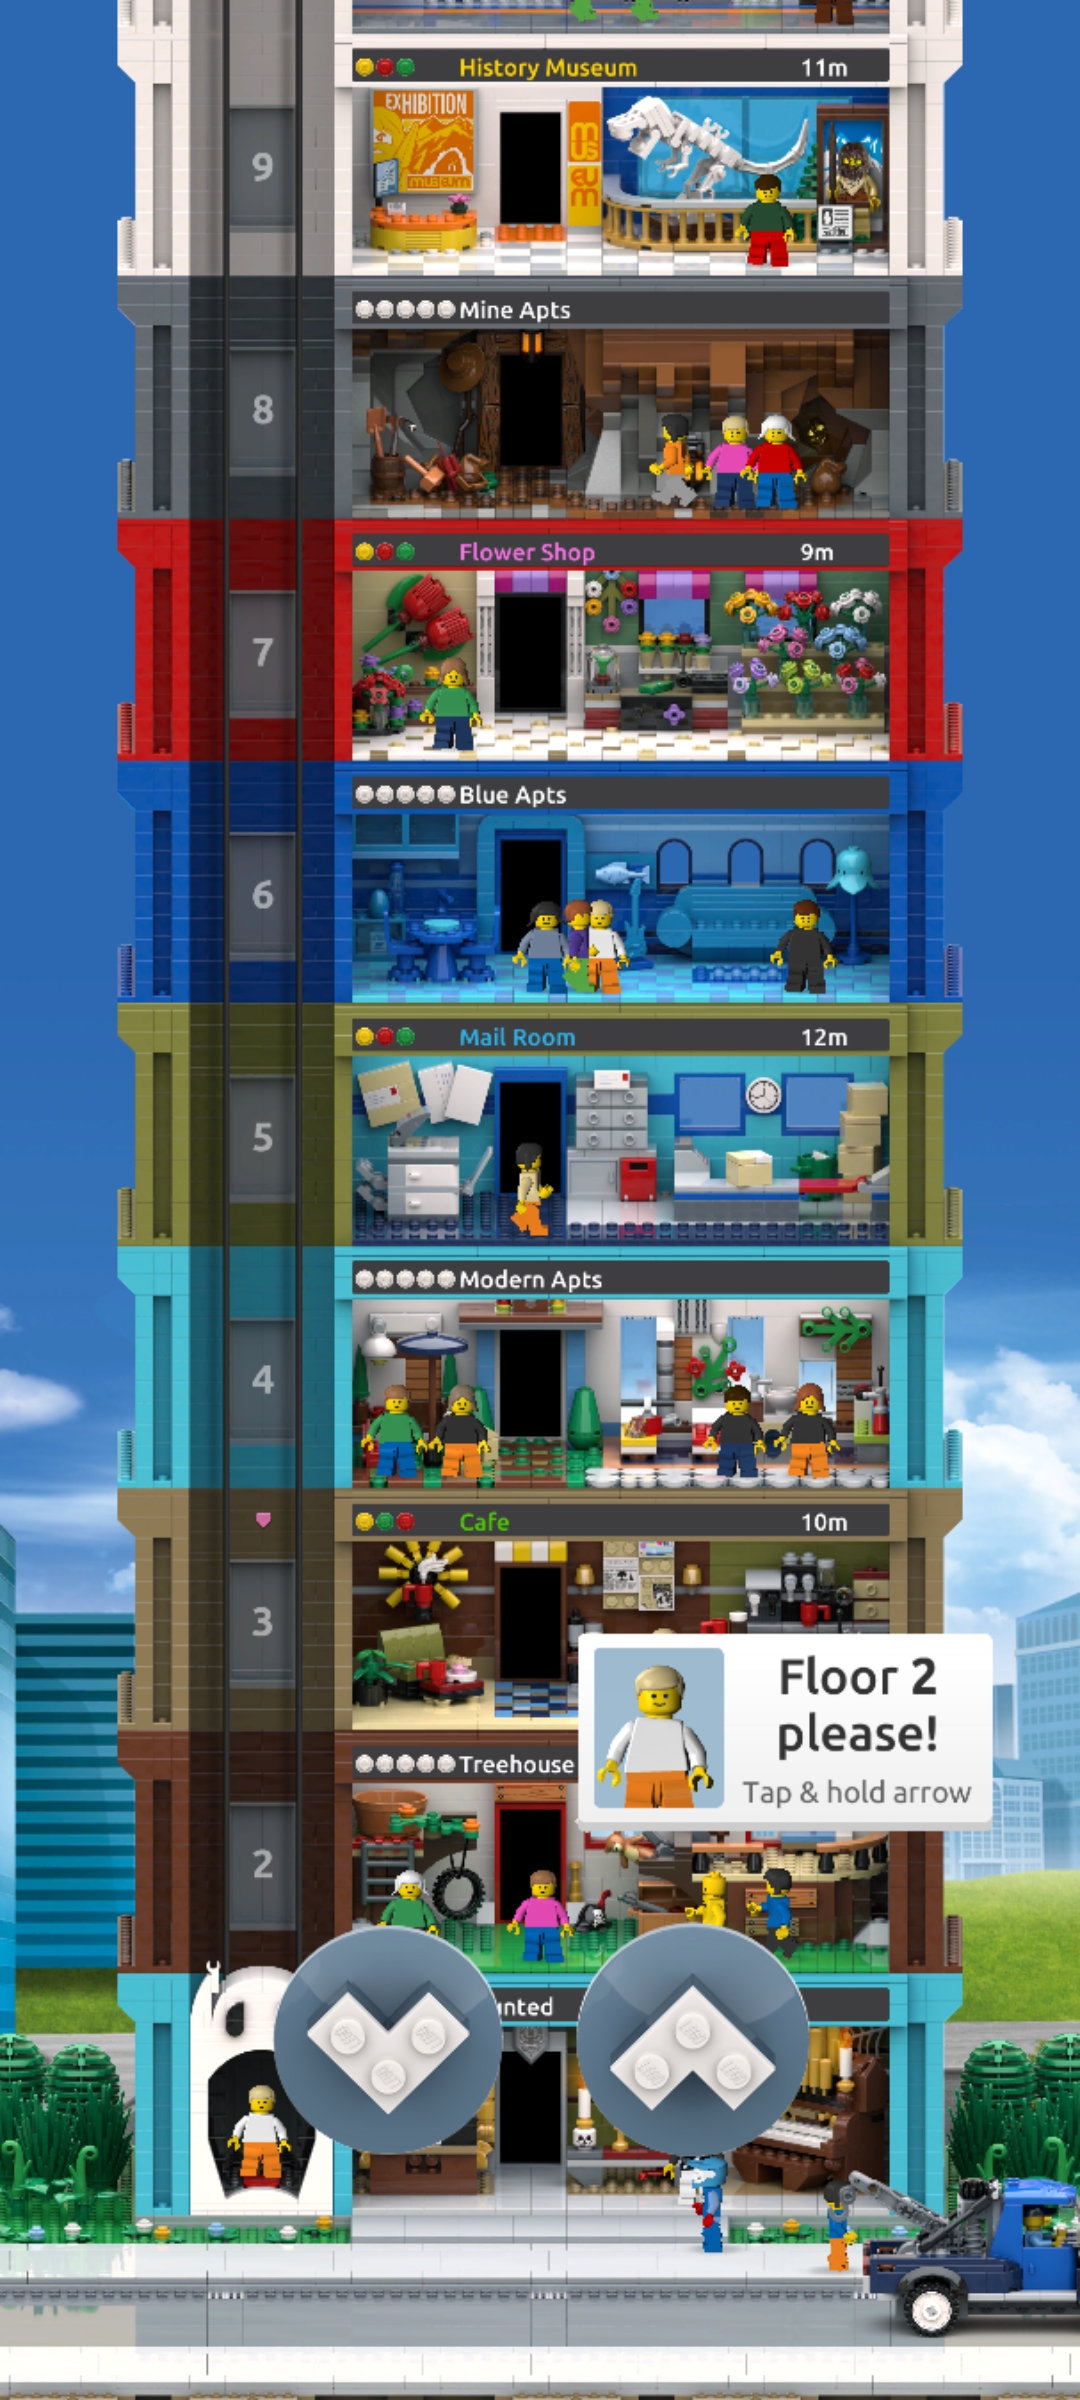 History Museum 11m
EXHIBITION
MUSEUM
MUS
EUM
9
Mine Apts
8
Flower Shop 9m
7
Blue Apts
6
Mail Room 12m
5
Modern Apts
4
Cafe 10m
3
Floor 2
please!
Tap & hold arrow
Treehouse
2
nted